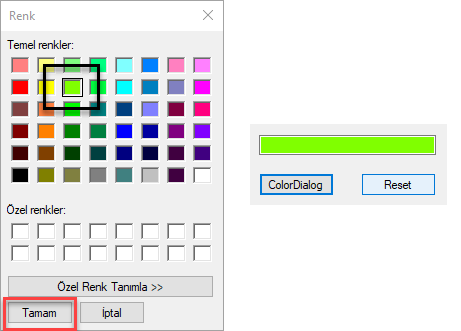 Renk
Temel renkler:
Özel renkler:
Özel Renk Tanımla >>
Tamam
İptal
ColorDialog
Reset